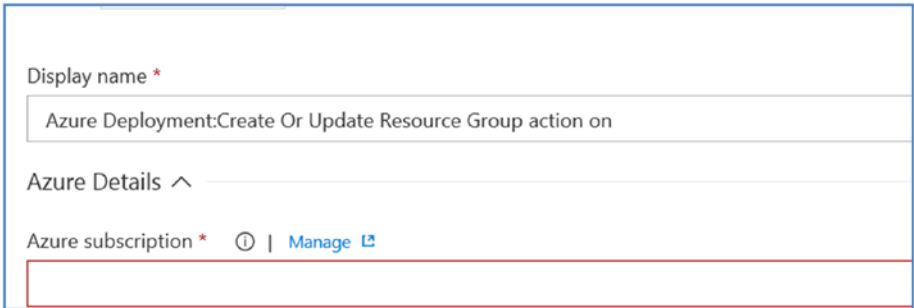 Display name *
Azure Deployment:Create Or Update Resource Group action on
Azure Details
Azure subscription * | Manage